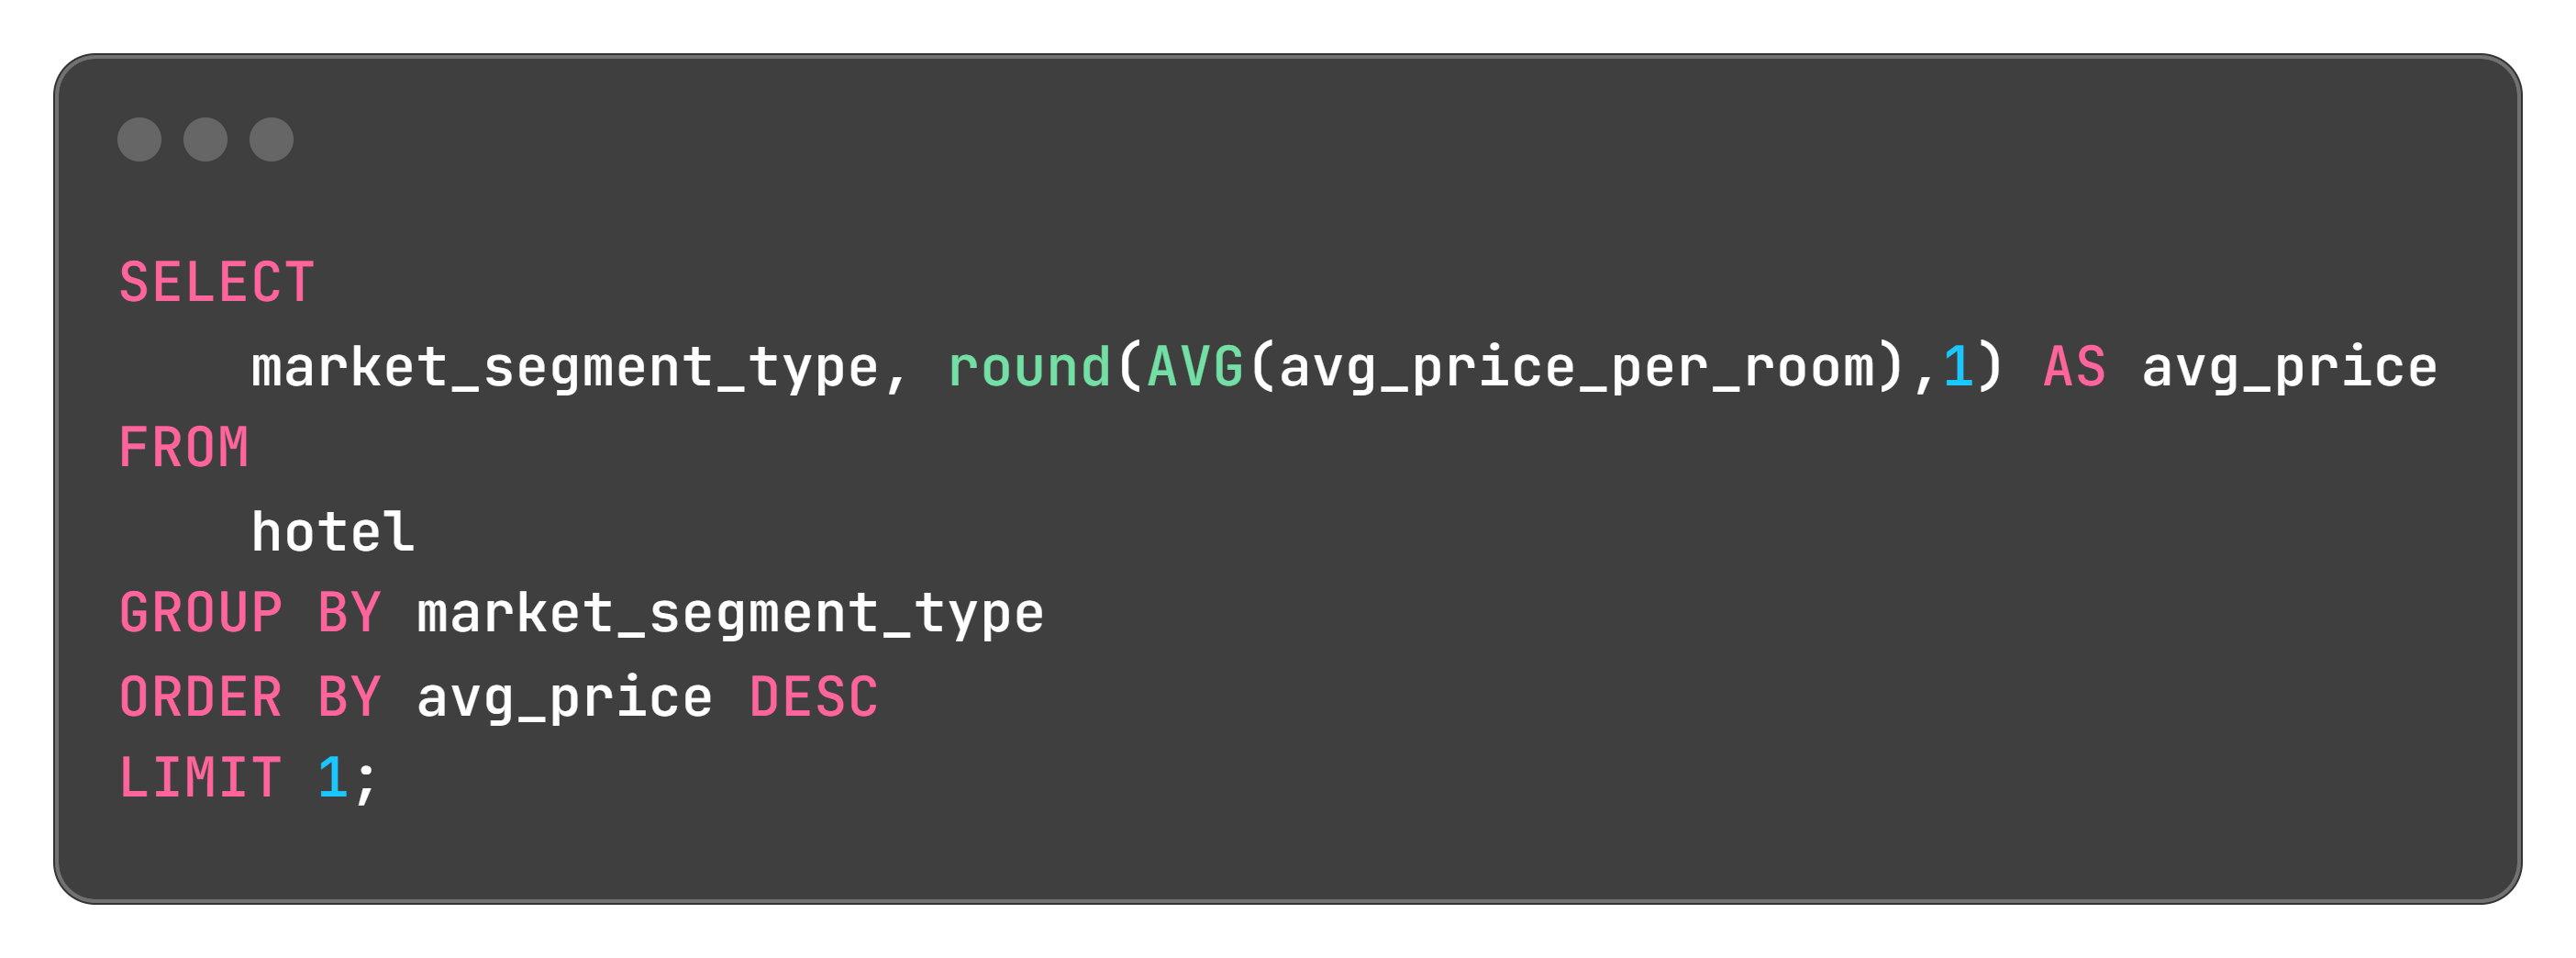 SELECT
    market_segment_type, round(AVG(avg_price_per_room),1) AS avg_price
FROM
    hotel
GROUP BY market_segment_type
ORDER BY avg_price DESC
LIMIT 1;